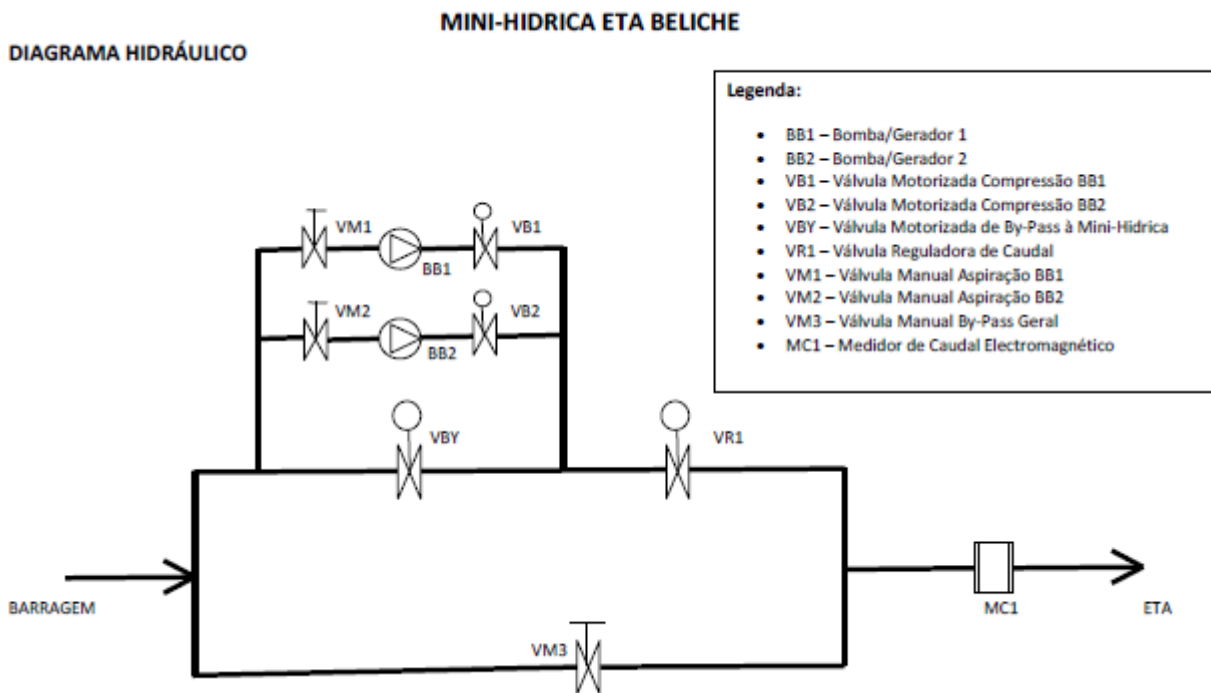 MINI-HIDRICA ETA BELICHE
DIAGRAMA HIDRÁULICO
Legenda:
• BB1 – Bomba/Gerador 1
• BB2 – Bomba/Gerador 2
• VB1 – Válvula Motorizada Compressão BB1
• VB2 – Válvula Motorizada Compressão BB2
• VBY – Válvula Motorizada de By-Pass à Mini-Hidrica
• VR1 – Válvula Reguladora de Caudal
• VM1 – Válvula Manual Aspiração BB1
• VM2 – Válvula Manual Aspiração BB2
• VM3 – Válvula Manual By-Pass Geral
• MC1 – Medidor de Caudal Electromagnético
VM1
VB1
BB1
VM2
VB2
BB2
VBY
VR1
BARRAGEM
MC1
ETA
VM3